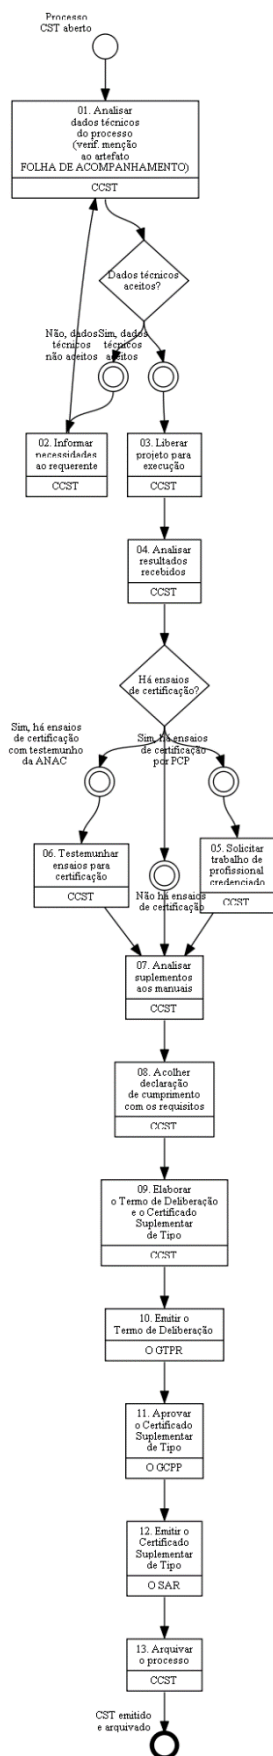 Processo
CST aberto
01. Analisar
dados técnicos
do processo
(verif. menção
ao artefato
FOLHA DE ACOMPANHAMENTO)
CCST
Dados técnicos
aceitos?
Não, dados
técnicos
não aceitos
Sim, dados
técnicos
aceitos
02. Informar
necessidades
ao requerente
CCST
03. Liberar
projeto para
execução
CCST
04. Analisar
resultados
recebidos
CCST
Há ensaios
de certificação?
Sim, há ensaios
de certificação
com testemunho
da ANAC
Sim, há ensaios
de certificação
por PCP
06. Testemunhar
ensaios para
certificação
CCST
Não há ensaios
de certificação
05. Solicitar
trabalho de
profissional
credenciado
CCST
07. Analisar
suplementos
aos manuais
CCST
08. Acolher
declaração
de cumprimento
com os requisitos
CCST
09. Elaborar
o Termo de Deliberação
e o Certificado
Suplementar
de Tipo
CCST
10. Emitir o
Termo de Deliberação
O GTPR
11. Aprovar
o Certificado
Suplementar
de Tipo
O GCPP
12. Emitir o
Certificado
Suplementar
de Tipo
O SAR
13. Arquivar
o processo
CCST
CST emitido
e arquivado